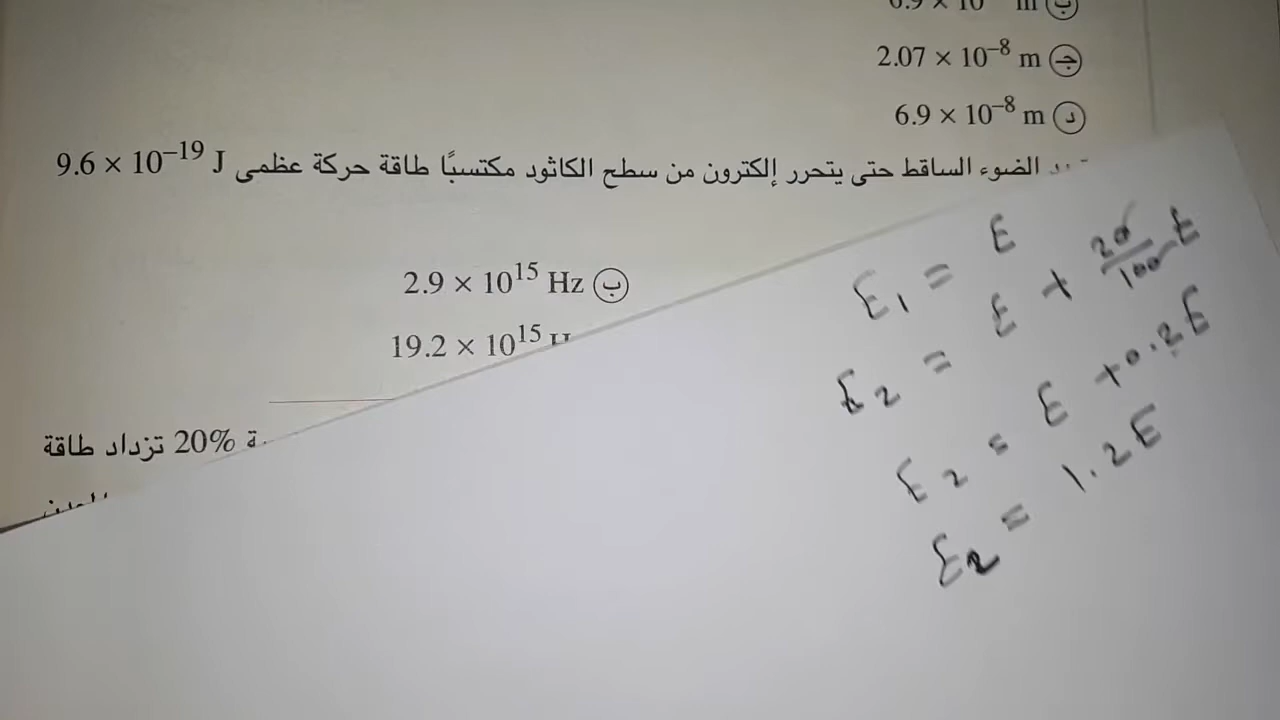 2.07 × 10⁻⁸ m ج
6.9 × 10⁻⁸ m د
الضوء الساقط حتى يتحرر إلكترون من سطح الكاثود مكتسبًا طاقة حركة عظمى 9.6 × 10⁻¹⁹ J
2.9 × 10¹⁵ Hz ب
19.2 × 10¹⁵
20% تزداد طاقة
E₁ = E
E₂ = E + 20/100 E
E₂ = E + 0.2E
E₂ = 1.2E